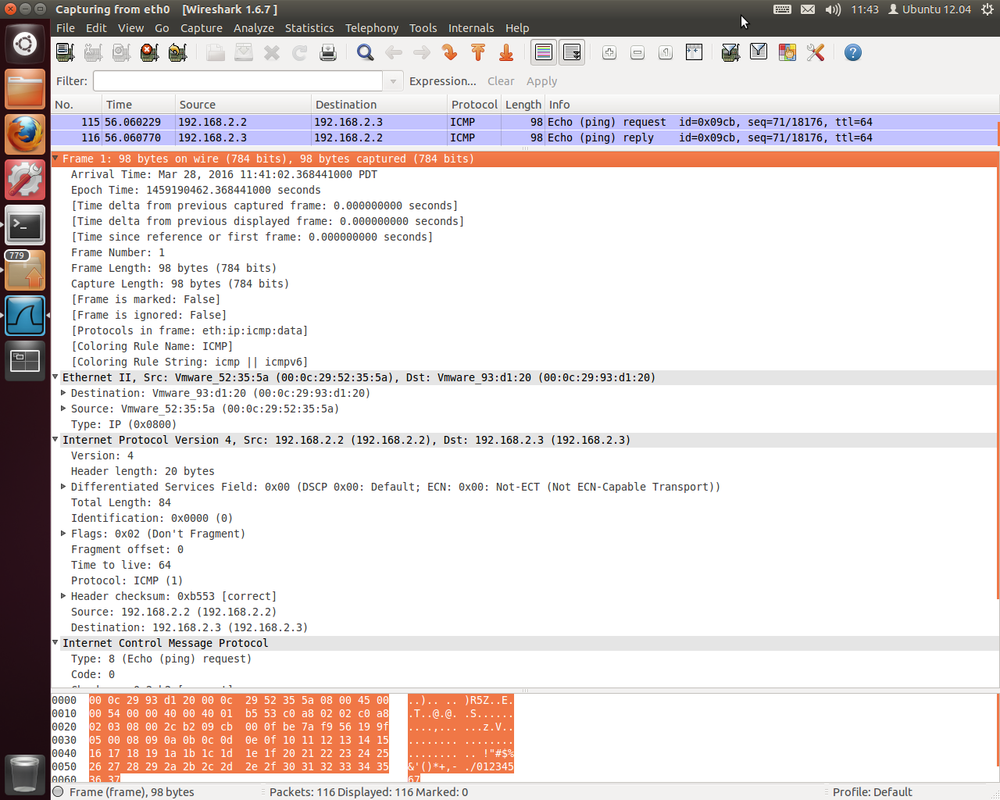 Capturing from eth0 [Wireshark 1.6.7 ]
11:43 Ubuntu 12.04
File Edit View Go Capture Analyze Statistics Telephony Tools Internals Help
Filter: Expression... Clear Apply
No. Time Source Destination Protocol Length Info
115 56.060229 192.168.2.2 192.168.2.3 ICMP 98 Echo (ping) request id=0x09cb, seq=71/18176, ttl=64
116 56.060770 192.168.2.3 192.168.2.2 ICMP 98 Echo (ping) reply id=0x09cb, seq=71/18176, ttl=64
Frame 1: 98 bytes on wire (784 bits), 98 bytes captured (784 bits)
Arrival Time: Mar 28, 2016 11:41:02.368441000 PDT
Epoch Time: 1459190462.368441000 seconds
[Time delta from previous captured frame: 0.000000000 seconds]
[Time delta from previous displayed frame: 0.000000000 seconds]
[Time since reference or first frame: 0.000000000 seconds]
Frame Number: 1
Frame Length: 98 bytes (784 bits)
Capture Length: 98 bytes (784 bits)
[Frame is marked: False]
[Frame is ignored: False]
[Protocols in frame: eth:ip:icmp:data]
[Coloring Rule Name: ICMP]
[Coloring Rule String: icmp || icmpv6]
Ethernet II, Src: Vmware_52:35:5a (00:0c:29:52:35:5a), Dst: Vmware_93:d1:20 (00:0c:29:93:d1:20)
Destination: Vmware_93:d1:20 (00:0c:29:93:d1:20)
Source: Vmware_52:35:5a (00:0c:29:52:35:5a)
Type: IP (0x0800)
Internet Protocol Version 4, Src: 192.168.2.2 (192.168.2.2), Dst: 192.168.2.3 (192.168.2.3)
Version: 4
Header length: 20 bytes
Differentiated Services Field: 0x00 (DSCP 0x00: Default; ECN: 0x00: Not-ECT (Not ECN-Capable Transport))
Total Length: 84
Identification: 0x0000 (0)
Flags: 0x02 (Don't Fragment)
Fragment offset: 0
Time to live: 64
Protocol: ICMP (1)
Header checksum: 0xb553 [correct]
Source: 192.168.2.2 (192.168.2.2)
Destination: 192.168.2.3 (192.168.2.3)
Internet Control Message Protocol
Type: 8 (Echo (ping) request)
Code: 0
0000 00 0c 29 93 d1 20 00 0c 29 52 35 5a 08 00 45 00 ..).. .. )R5Z..E.
0010 00 54 00 00 40 00 40 01 b5 53 c0 a8 02 02 c0 a8 .T..@.@. .S......
0020 02 03 08 00 2c b2 09 cb 00 0f be 7a f9 56 19 9f ....,... ...z.V..
0030 05 00 08 09 0a 0b 0c 0d 0e 0f 10 11 12 13 14 15 ........ ........
0040 16 17 18 19 1a 1b 1c 1d 1e 1f 20 21 22 23 24 25 ........ .. !"#$%
0050 26 27 28 29 2a 2b 2c 2d 2e 2f 30 31 32 33 34 35 &'()*+,- ./012345
0060 36 37 67
Frame (frame), 98 bytes Packets: 116 Displayed: 116 Marked: 0 Profile: Default
779